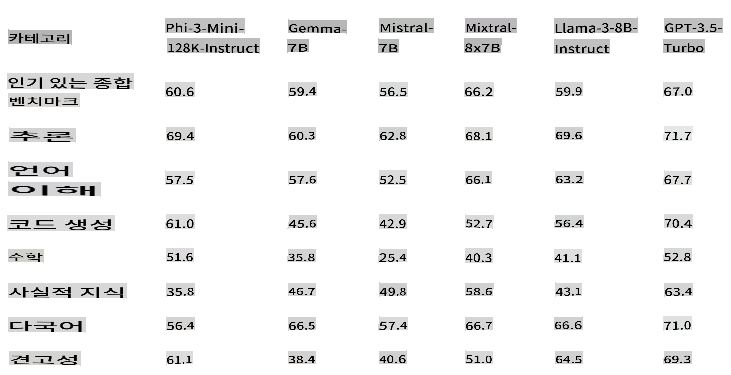 카테고리 Phi-3-Mini-128K-Instruct Gemma-7B Mistral-7B Mixtral-8x7B Llama-3-8B-Instruct GPT-3.5-Turbo
인기 있는 종합 벤치마크 60.6 59.4 56.5 66.2 59.9 67.0
추론 69.4 60.3 62.8 68.1 69.6 71.7
언어 이해 57.5 57.6 52.5 66.1 63.2 67.7
코드 생성 61.0 45.6 42.9 52.7 56.4 70.4
수학 51.6 35.8 25.4 40.3 41.1 52.8
사실적 지식 35.8 46.7 49.8 58.6 43.1 63.4
다국어 56.4 66.5 57.4 66.7 66.6 71.0
견고성 61.1 38.4 40.6 51.0 64.5 69.3